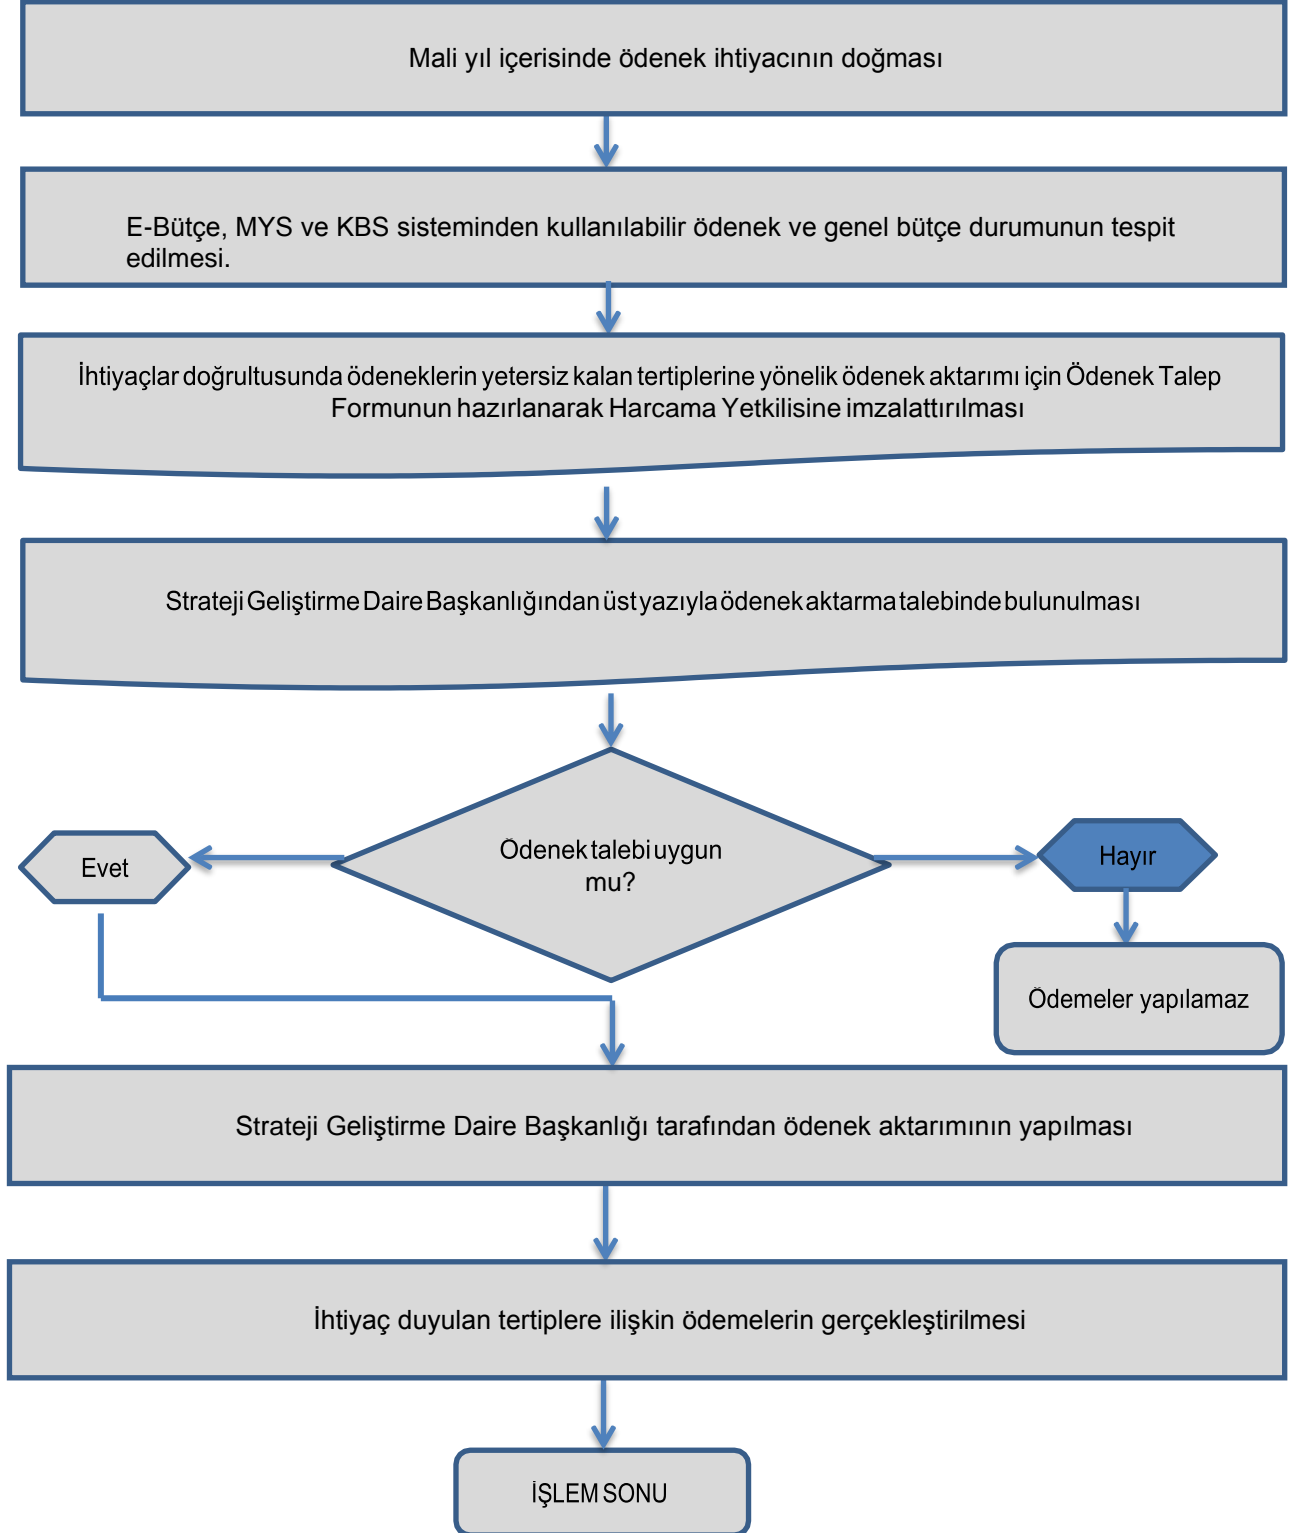 Mali yıl içerisinde ödenek ihtiyacının doğması
E-Bütçe, MYS ve KBS sisteminden kullanılabilir ödenek ve genel bütçe durumunun tespit
edilmesi.
İhtiyaçlar doğrultusunda ödeneklerin yetersiz kalan tertiplerine yönelik ödenek aktarımı için Ödenek Talep
Formunun hazırlanarak Harcama Yetkilisine imzalattırılması
Strateji Geliştirme Daire Başkanlığından üst yazıyla ödenek aktarma talebinde bulunulması
Ödenek talebi uygun
mu?
Evet
Hayır
Ödemeler yapılamaz
Strateji Geliştirme Daire Başkanlığı tarafından ödenek aktarımının yapılması
İhtiyaç duyulan tertiplere ilişkin ödemelerin gerçekleştirilmesi
İŞLEM SONU